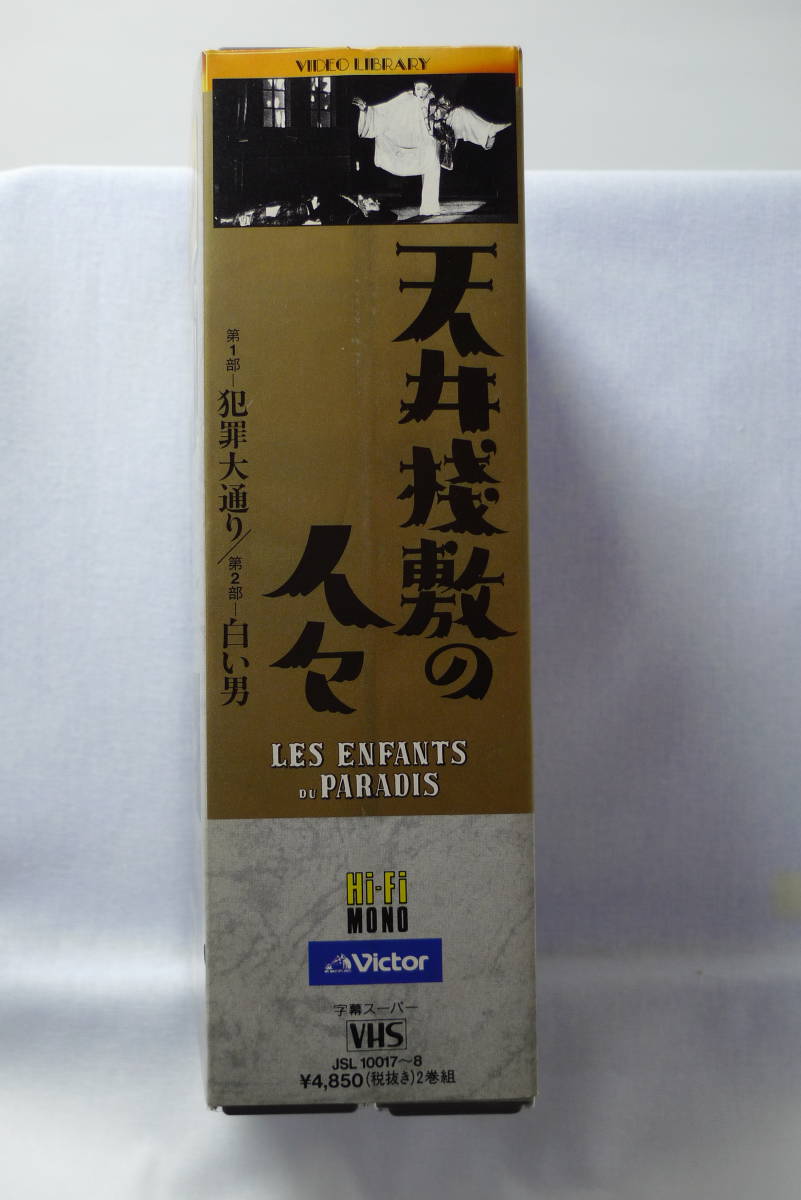 VIDEO LIBRARY
天井棧敷の
人々
第1部—犯罪大通り/第2部—白い男
LES ENFANTS
DU PARADIS
Hi-Fi
MONO
Victor
字幕スーパー
VHS
JSL 10017〜8
¥4,850(税抜き)2巻組